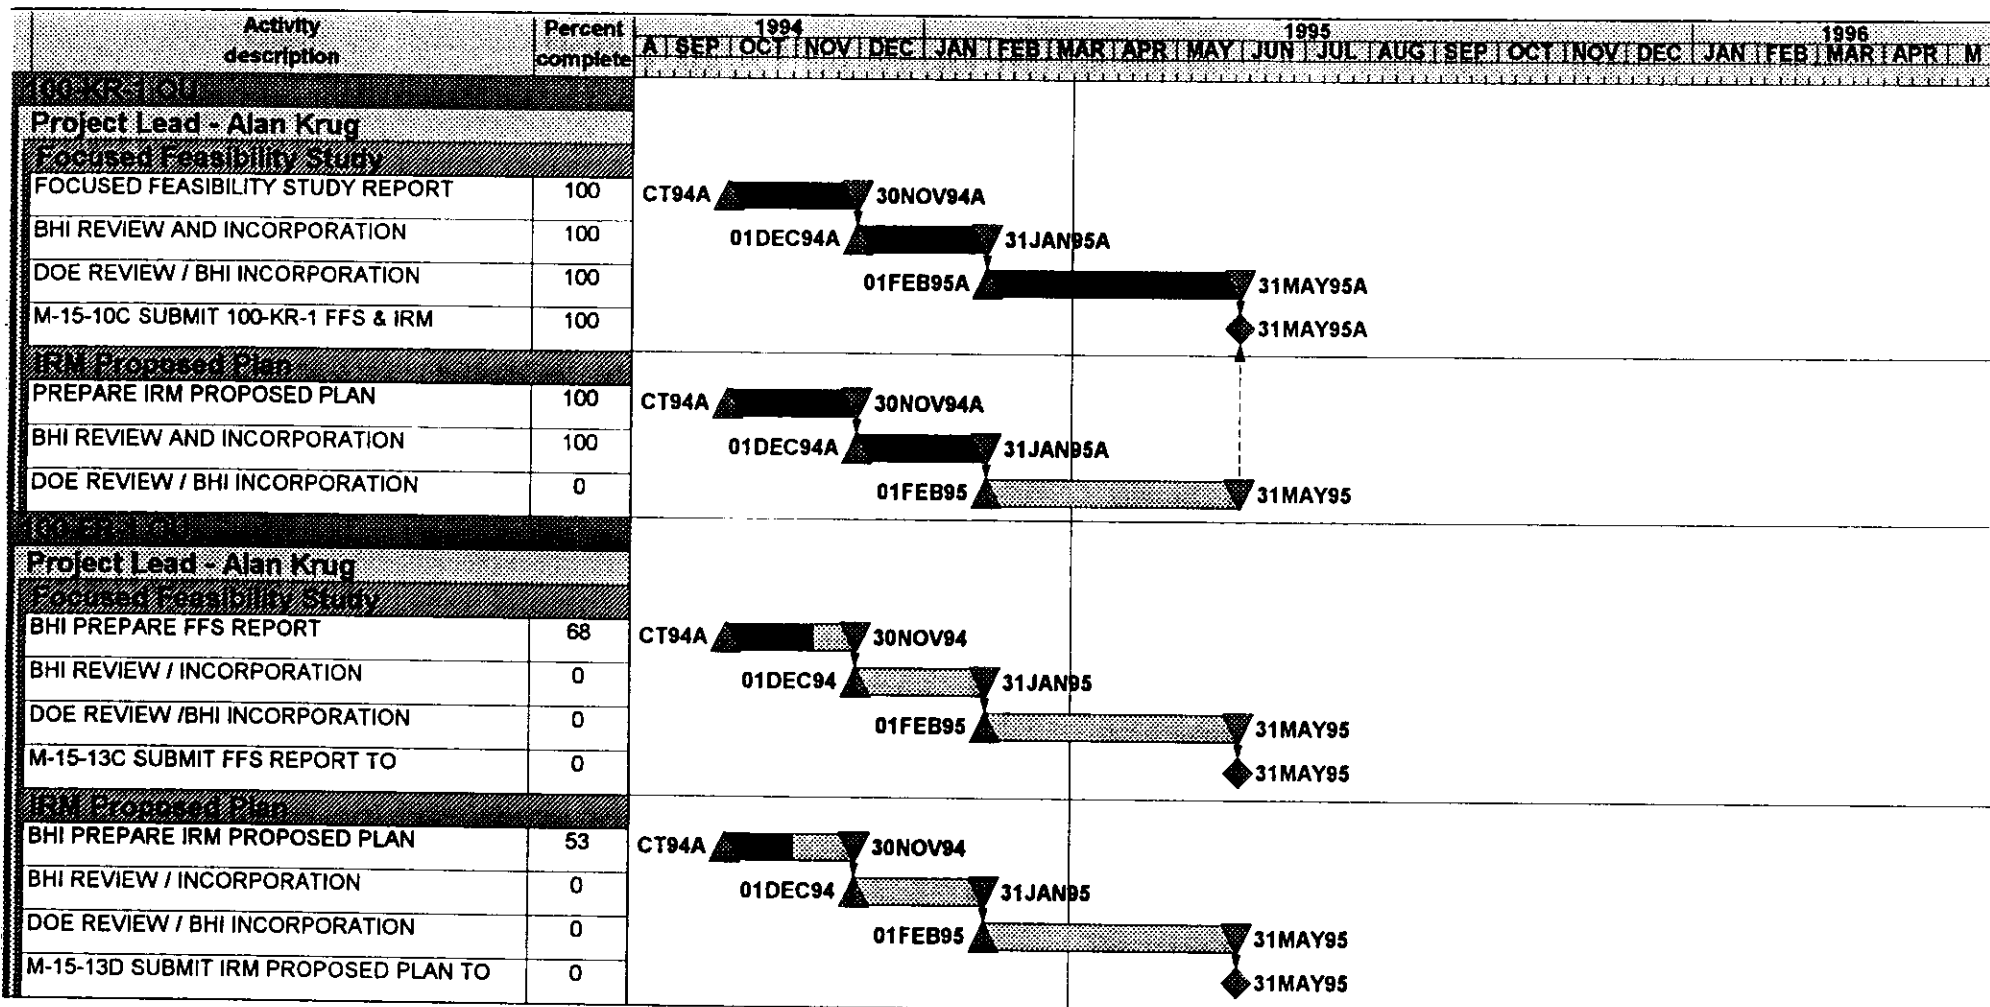 Activity description Percent complete
1994 1995 1996
A SEP OCT NOV DEC JAN FEB MAR APR MAY JUN JUL AUG SEP OCT NOV DEC JAN FEB MAR APR M
100-KR-1 OU
Project Lead - Alan Krug
Focused Feasibility Study
FOCUSED FEASIBILITY STUDY REPORT 100 CT94A 30NOV94A
BHI REVIEW AND INCORPORATION 100 01DEC94A 31JAN95A
DOE REVIEW / BHI INCORPORATION 100 01FEB95A 31MAY95A
M-15-10C SUBMIT 100-KR-1 FFS & IRM 100 31MAY95A
IRM Proposed Plan
PREPARE IRM PROPOSED PLAN 100 CT94A 30NOV94A
BHI REVIEW AND INCORPORATION 100 01DEC94A 31JAN95A
DOE REVIEW / BHI INCORPORATION 0 01FEB95 31MAY95
100-FR-1 OU
Project Lead - Alan Krug
Focused Feasibility Study
BHI PREPARE FFS REPORT 68 CT94A 30NOV94
BHI REVIEW / INCORPORATION 0 01DEC94 31JAN95
DOE REVIEW /BHI INCORPORATION 0 01FEB95 31MAY95
M-15-13C SUBMIT FFS REPORT TO 0 31MAY95
IRM Proposed Plan
BHI PREPARE IRM PROPOSED PLAN 53 CT94A 30NOV94
BHI REVIEW / INCORPORATION 0 01DEC94 31JAN95
DOE REVIEW / BHI INCORPORATION 0 01FEB95 31MAY95
M-15-13D SUBMIT IRM PROPOSED PLAN TO 0 31MAY95